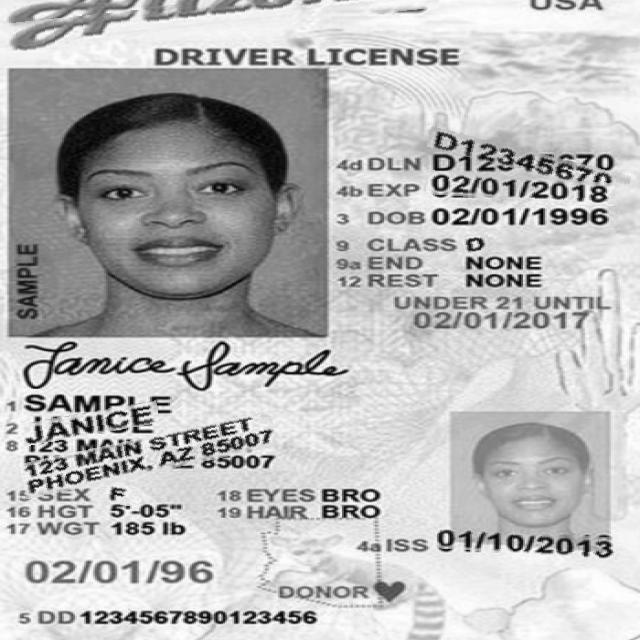 Arizona
USA
DRIVER LICENSE
SAMPLE
4d DLN D12345670
4b EXP 02/01/2018
3 DOB 02/01/1996
9 CLASS D
9a END NONE
12 REST NONE
UNDER 21 UNTIL
02/01/2017
Janice Sample
1 SAMPLE
2 JANICE
8 123 MAIN STREET
123 MAIN STREET
PHOENIX, AZ 85007
15 SEX F
16 HGT 5'-05"
17 WGT 185 lb
18 EYES BRO
19 HAIR BRO
4a ISS 01/10/2013
02/01/96
DONOR
5 DD 1234567890123456